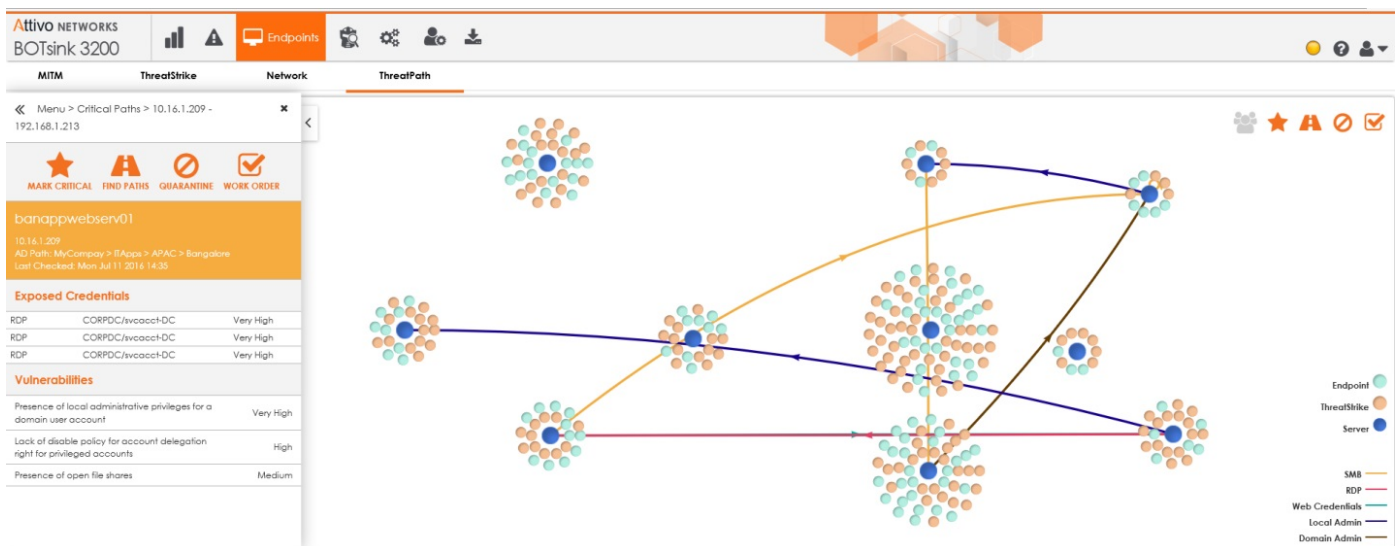 Attivo NETWORKS
BOTsink 3200
Endpoints
MITM ThreatStrike Network ThreatPath
Menu > Critical Paths > 10.16.1.209 -
192.168.1.213
MARK CRITICAL FIND PATHS QUARANTINE WORK ORDER
banappwebserv01
10.16.1.209
AD Path: MyCompay > ITApps > APAC > Bangalore
Last Checked: Mon Jul 11 2016 14:35
Exposed Credentials
RDP CORPDC/svcacct-DC Very High
RDP CORPDC/svcacct-DC Very High
RDP CORPDC/svcacct-DC Very High
Vulnerabilities
Presence of local administrative privileges for a
domain user account Very High
Lack of disable policy for account delegation
right for privileged accounts High
Presence of open file shares Medium
Endpoint
ThreatStrike
Server
SMB
RDP
Web Credentials
Local Admin
Domain Admin